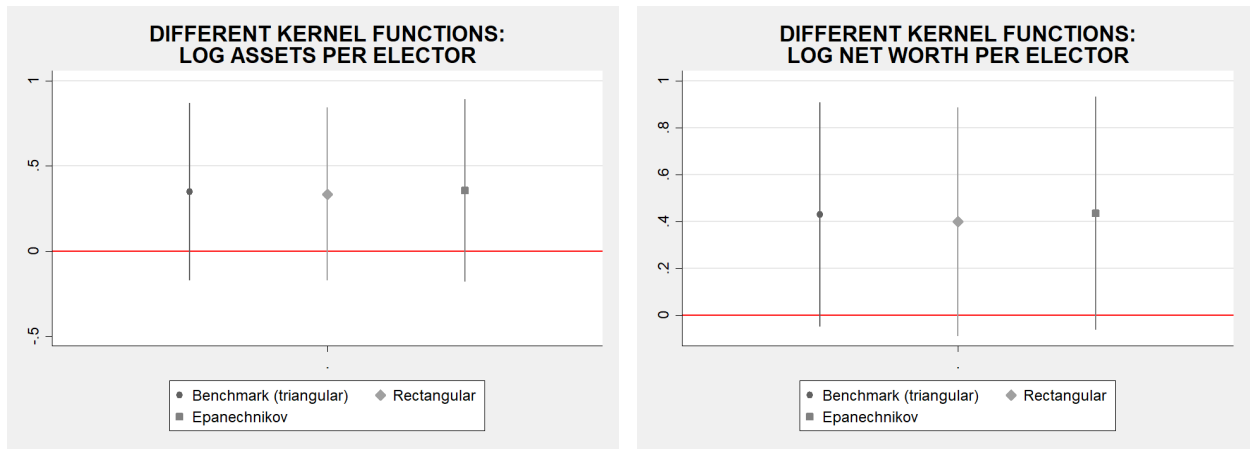 DIFFERENT KERNEL FUNCTIONS:
LOG ASSETS PER ELECTOR
1
.5
0
-.5
.
Benchmark (triangular) Rectangular
Epanechnikov
DIFFERENT KERNEL FUNCTIONS:
LOG NET WORTH PER ELECTOR
1
.8
.6
.4
.2
0
.
Benchmark (triangular) Rectangular
Epanechnikov